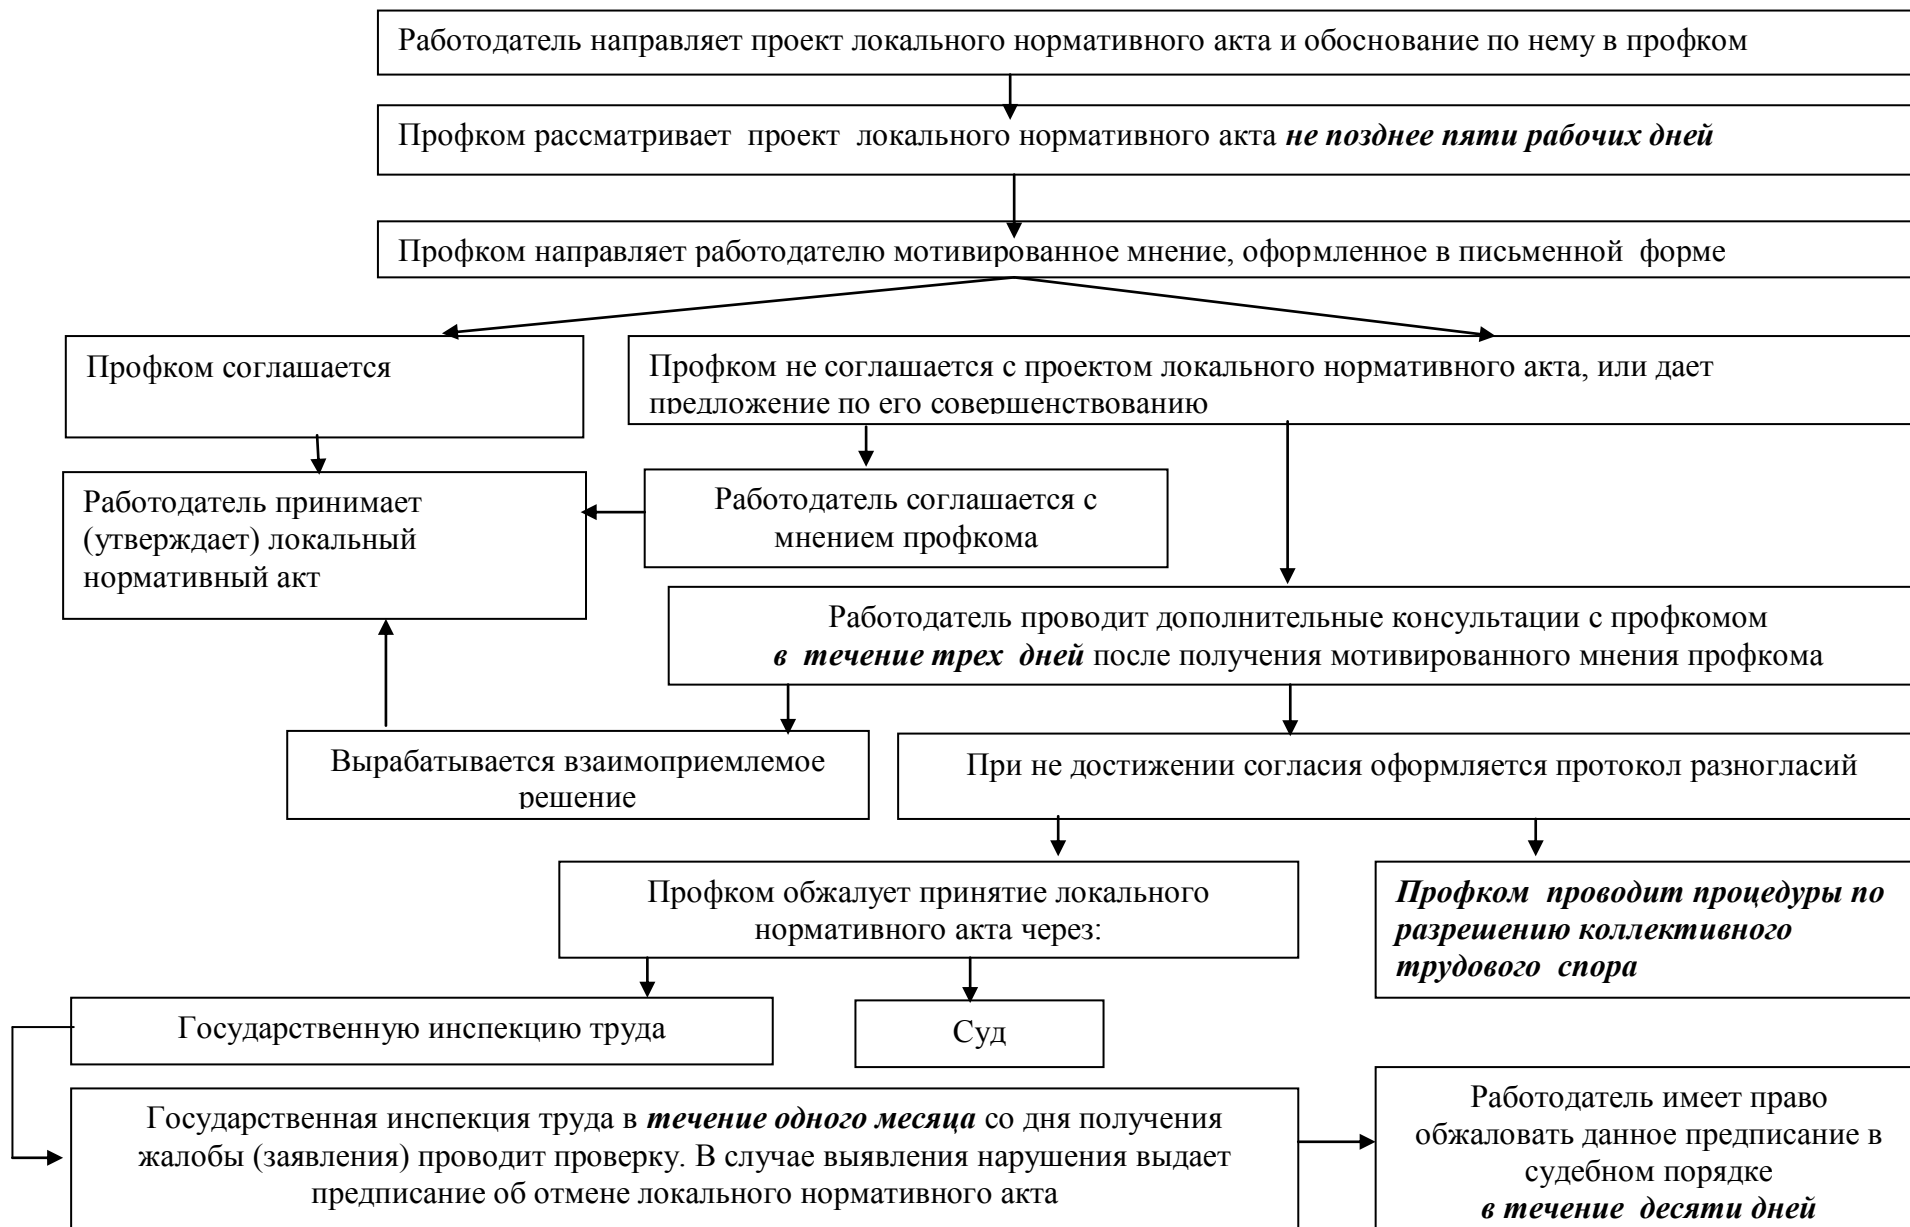 Работодатель направляет проект локального нормативного акта и обоснование по нему в профком
Профком рассматривает проект локального нормативного акта не позднее пяти рабочих дней
Профком направляет работодателю мотивированное мнение, оформленное в письменной форме
Профком соглашается
Профком не соглашается с проектом локального нормативного акта, или дает
предложение по его совершенствованию
Работодатель принимает
(утверждает) локальный
нормативный акт
Работодатель соглашается с
мнением профкома
Работодатель проводит дополнительные консультации с профкомом
в течение трех дней после получения мотивированного мнения профкома
Вырабатывается взаимоприемлемое
решение
При не достижении согласия оформляется протокол разногласий
Профком обжалует принятие локального
нормативного акта через:
Профком проводит процедуры по
разрешению коллективного
трудового спора
Государственную инспекцию труда
Суд
Государственная инспекция труда в течение одного месяца со дня получения
жалобы (заявления) проводит проверку. В случае выявления нарушения выдает
предписание об отмене локального нормативного акта
Работодатель имеет право
обжаловать данное предписание в
судебном порядке
в течение десяти дней